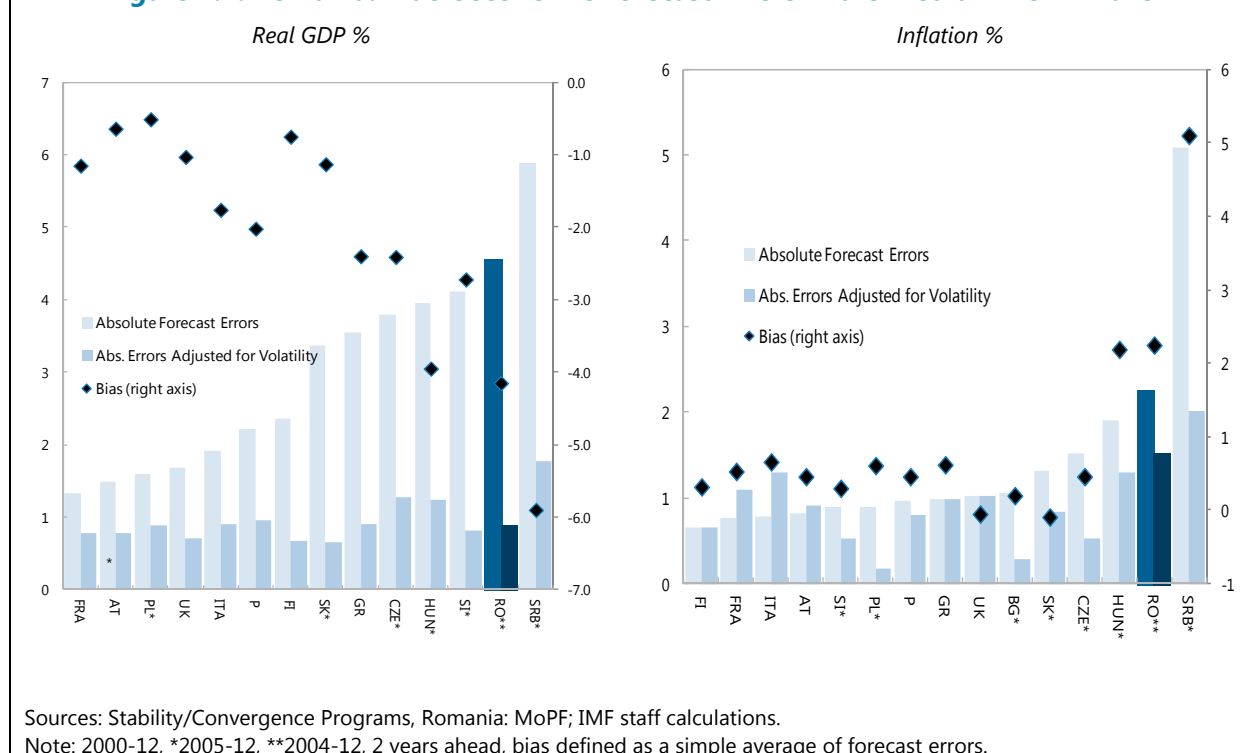 Real GDP %
7
6
5
4
3
2
1
0
0.0
-1.0
-2.0
-3.0
-4.0
-5.0
-6.0
-7.0
Absolute Forecast Errors
Abs. Errors Adjusted for Volatility
Bias (right axis)
*
FRA
AT
PL*
UK
ITA
P
FI
SK*
GR
CZE*
HUN*
SI*
RO**
SRB*
Inflation %
6
5
4
3
2
1
0
6
5
4
3
2
1
0
-1
Absolute Forecast Errors
Abs. Errors Adjusted for Volatility
Bias (right axis)
FI
FRA
ITA
AT
SI*
PL*
P
GR
UK
BG*
SK*
CZE*
HUN*
RO**
SRB*
Sources: Stability/Convergence Programs, Romania: MoPF; IMF staff calculations.
Note: 2000-12, *2005-12, **2004-12, 2 years ahead, bias defined as a simple average of forecast errors.